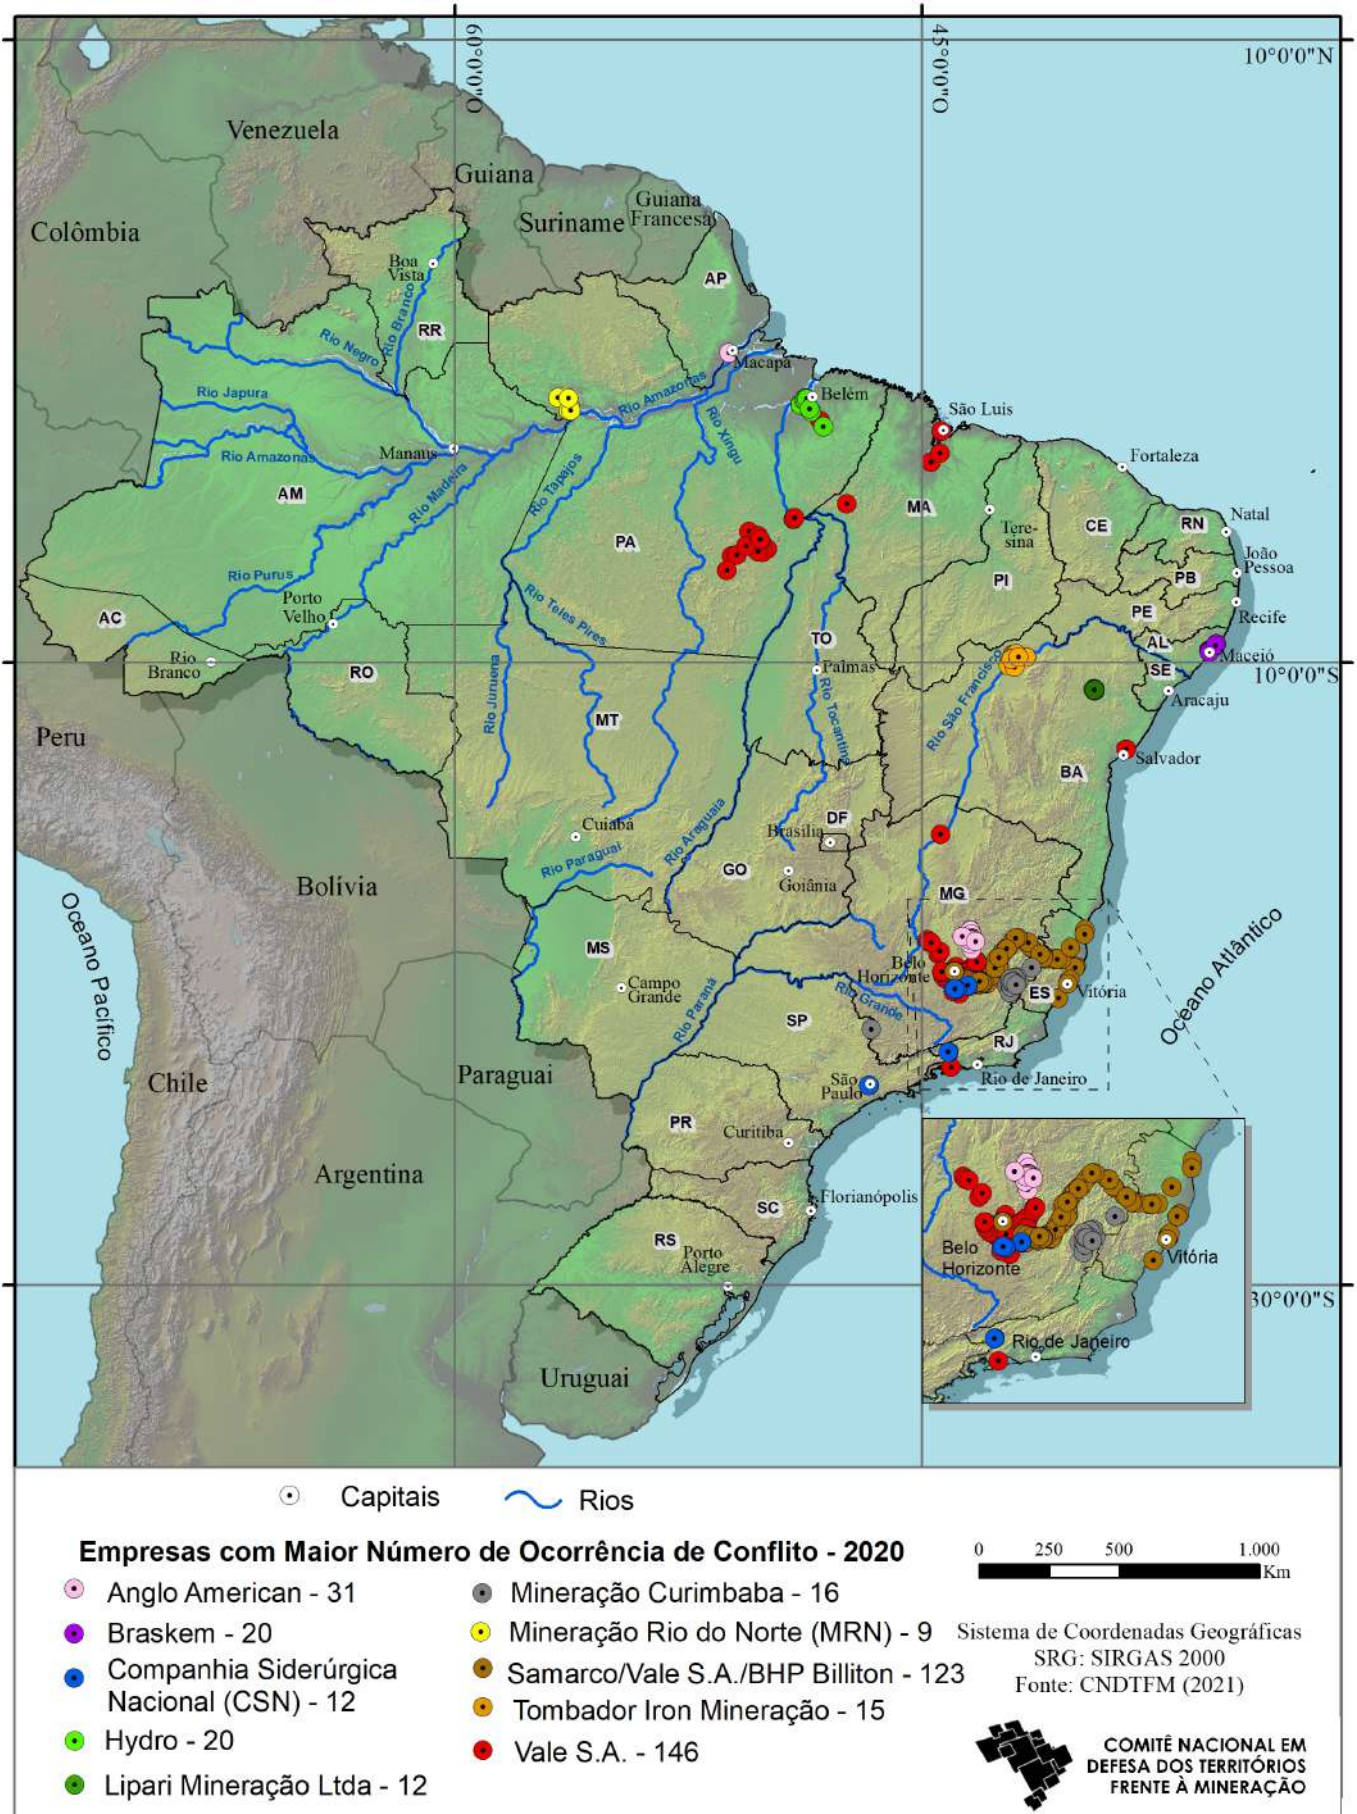 60°0'0"O
45°0'0"O
10°0'0"N
Venezuela
Guiana
Guiana
Francesa
Suriname
Colômbia
Boa
Vista
AP
Rio Branco
RR
Rio Negro
Macapá
Rio Japura
Rio Amazonas
Belém
São Luis
Rio Xingu
Manaus
Rio Amazonas
Fortaleza
Rio Madeira
Rio Tapajos
AM
MA
CE
RN
Natal
PA
Tere-
sina
João
Pessoa
Rio Purus
PI
PB
Porto
Velho
Rio Teles Pires
PE
Recife
AC
TO
AL
Rio
Branco
RO
Maceió
SE
Palmas
10°0'0"S
Aracaju
Rio Juruena
Rio São Francisco
Rio Tocantins
MT
Peru
Salvador
BA
DF
Cuiabá
Brasília
Rio Araguaia
Rio Paraguai
GO
Goiânia
Bolívia
MG
Oceano Pacífico
Oceano Atlântico
MS
Belo
Horizonte
Campo
Grande
Rio Grande
ES
Vitória
Rio Paraná
SP
RJ
Chile
Paraguai
São
Paulo
Rio de Janeiro
PR
Curitiba
Argentina
SC
Florianópolis
RS
Porto
Alegre
Belo
Horizonte
Vitória
30°0'0"S
Rio de Janeiro
Uruguai
Capitais
Rios
Empresas com Maior Número de Ocorrência de Conflito - 2020
Anglo American - 31
Braskem - 20
Companhia Siderúrgica
Nacional (CSN) - 12
Hydro - 20
Lipari Mineração Ltda - 12
Mineração Curimbaba - 16
Mineração Rio do Norte (MRN) - 9
Samarco/Vale S.A./BHP Billiton - 123
Tombador Iron Mineração - 15
Vale S.A. - 146
0 250 500 1.000
Km
Sistema de Coordenadas Geográficas
SRG: SIRGAS 2000
Fonte: CNDTFM (2021)
COMITÊ NACIONAL EM
DEFESA DOS TERRITÓRIOS
FRENTE À MINERAÇÃO